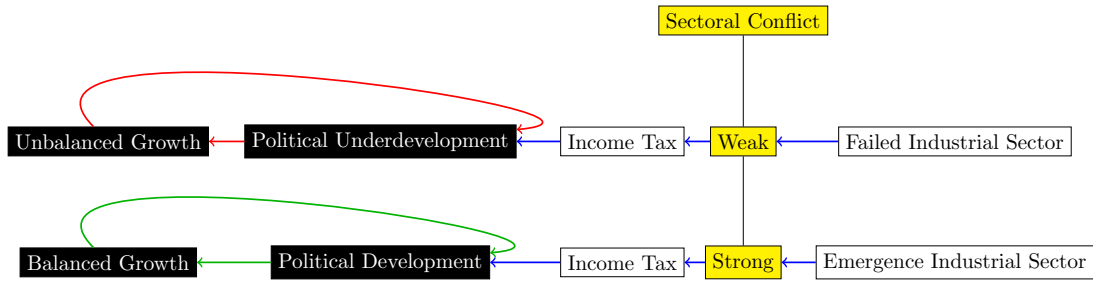 Sectoral Conflict
Unbalanced Growth
Political Underdevelopment
Income Tax
Weak
Failed Industrial Sector
Balanced Growth
Political Development
Income Tax
Strong
Emergence Industrial Sector